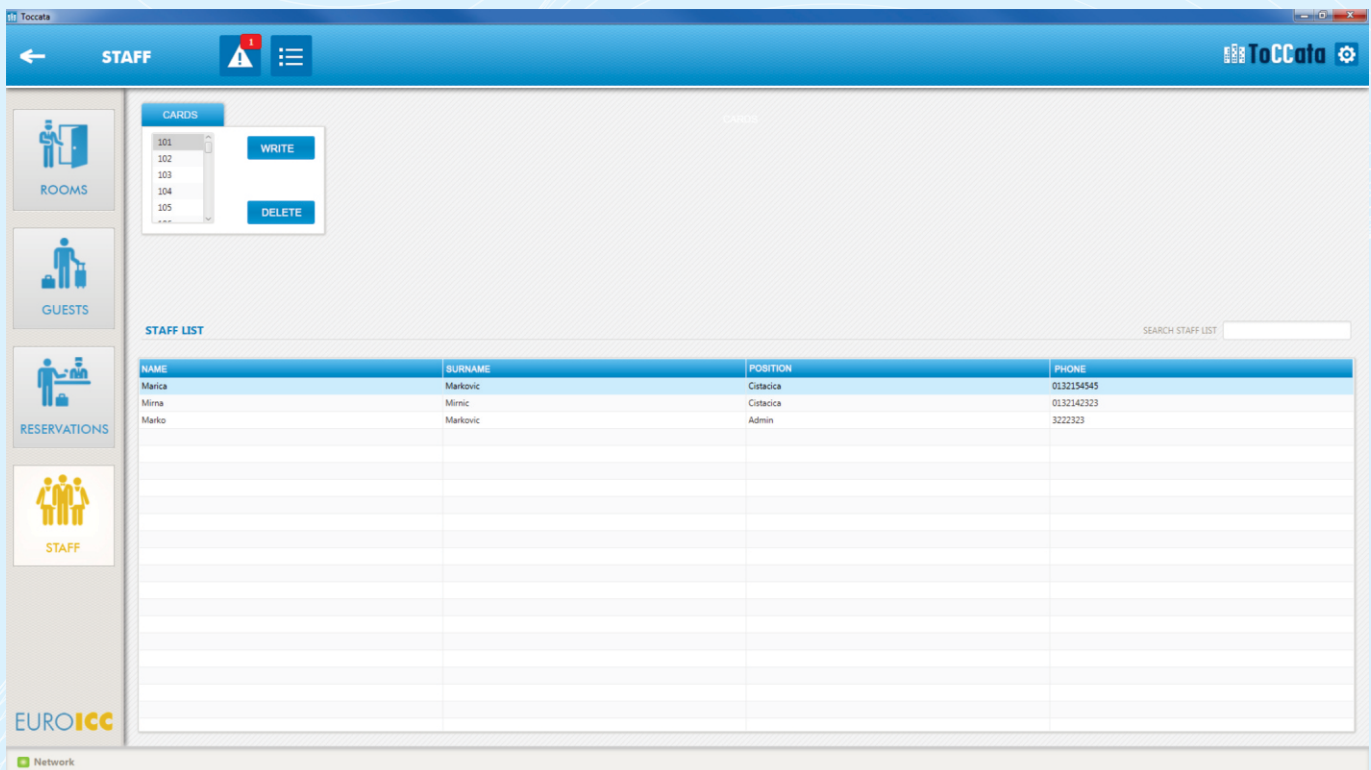 Toccata
STAFF
1
ToCCata
CARDS
CARDS
101
102
103
104
105
WRITE
DELETE
ROOMS
GUESTS
RESERVATIONS
STAFF
STAFF LIST
SEARCH STAFF LIST
NAME SURNAME POSITION PHONE
Marica Markovic Cistacica 0132154545
Mirna Mirnic Cistacica 0132142323
Marko Markovic Admin 3222323
EUROICC
Network